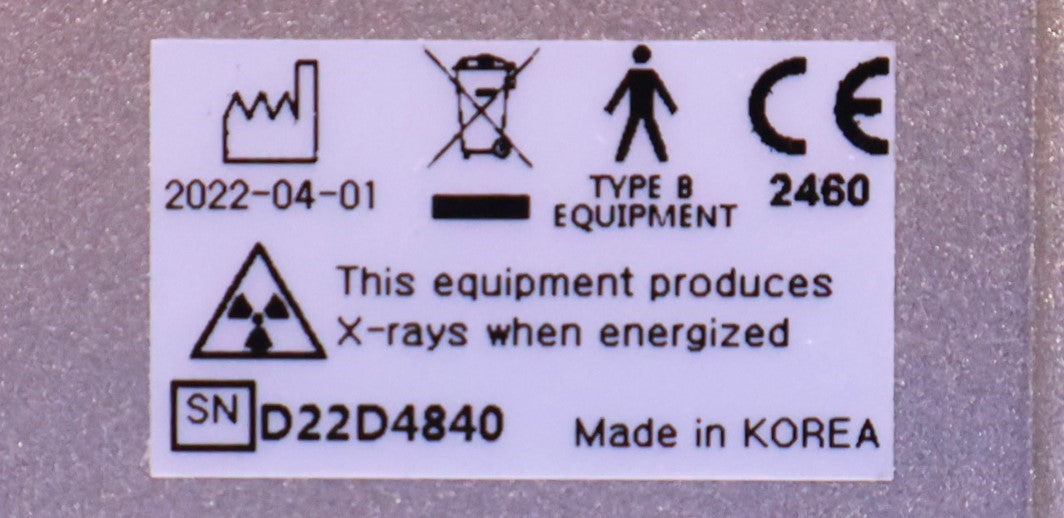 CE
2022-04-01
TYPE B
EQUIPMENT
2460
This equipment produces
X-rays when energized
SN D22D4840
Made in KOREA